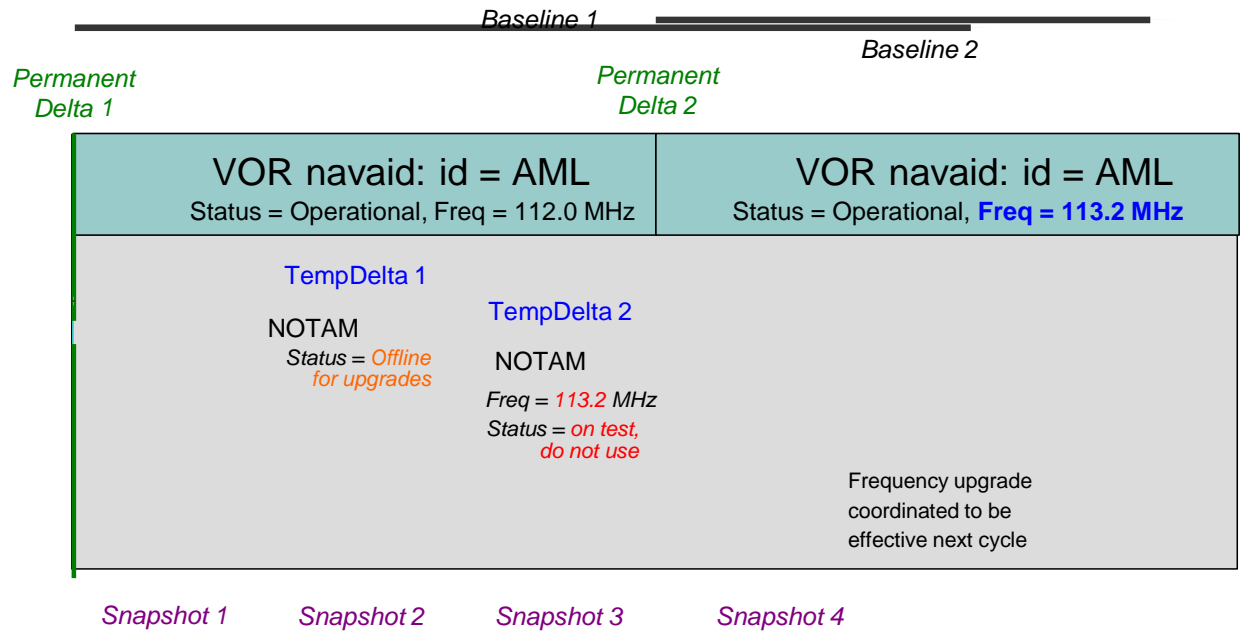 Baseline 1
Baseline 2
Permanent
Delta 1
Permanent
Delta 2
VOR navaid: id = AML
Status = Operational, Freq = 112.0 MHz
VOR navaid: id = AML
Status = Operational, Freq = 113.2 MHz
TempDelta 1
NOTAM
Status = Offline
for upgrades
TempDelta 2
NOTAM
Freq = 113.2 MHz
Status = on test,
do not use
Frequency upgrade
coordinated to be
effective next cycle
Snapshot 1
Snapshot 2
Snapshot 3
Snapshot 4